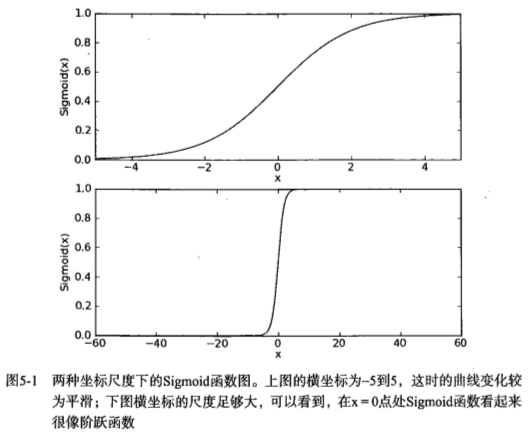 1.0
0.8
0.6
0.4
0.2
0.0
Sigmoid(x)
−4 −2 0 2 4
x
1.0
0.8
0.6
0.4
0.2
0.0
Sigmoid(x)
−60 −40 −20 0 20 40 60
x
图5-1 两种坐标尺度下的Sigmoid函数图。上图的横坐标为−5到5，这时的曲线变化较
为平滑；下图横坐标的尺度足够大，可以看到，在x = 0点处Sigmoid函数看起来
很像阶跃函数